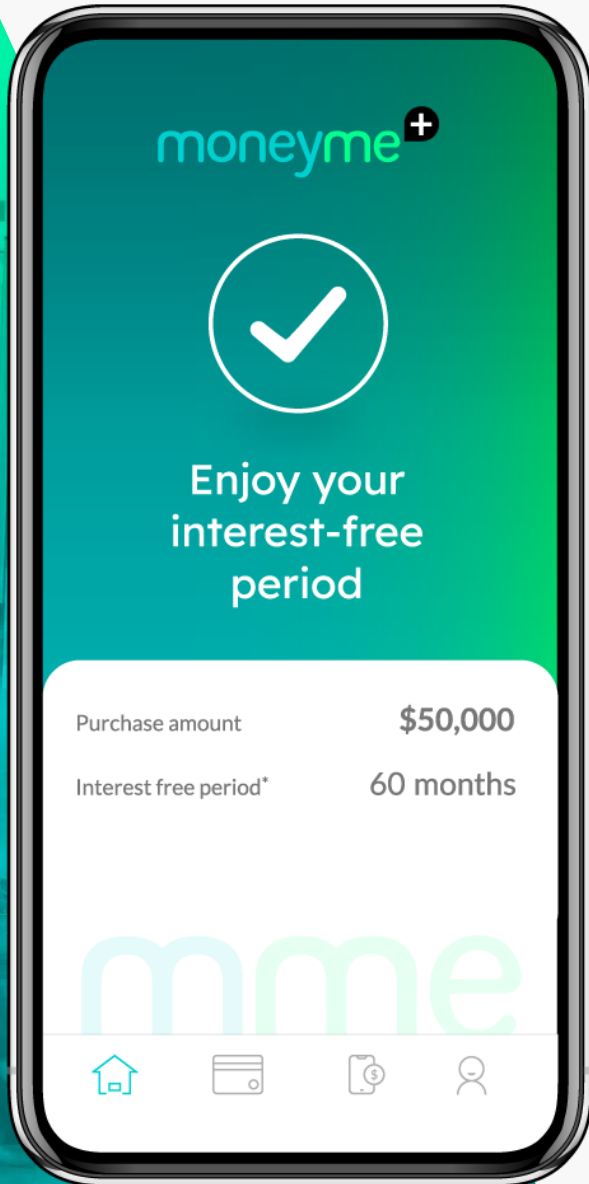 moneyme+
Enjoy your
interest-free
period
Purchase amount $50,000
Interest free period* 60 months
mme
$